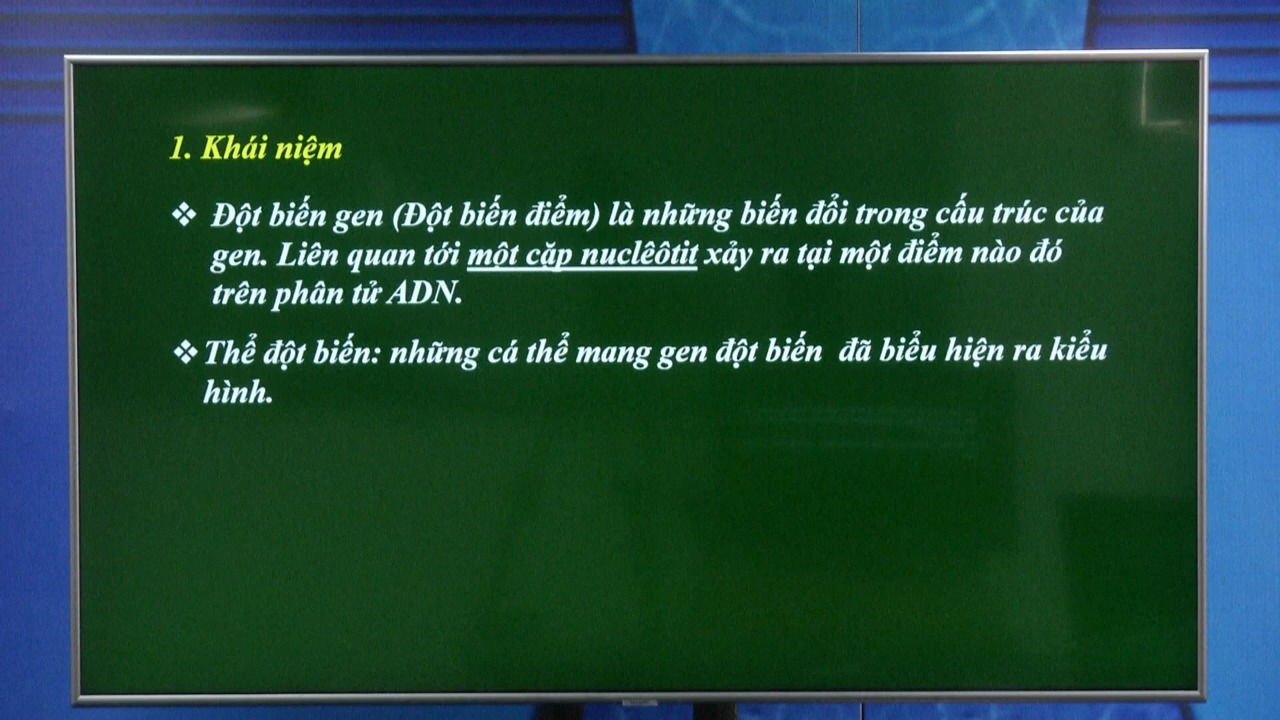 1. Khái niệm
❖ Đột biến gen (Đột biến điểm) là những biến đổi trong cấu trúc của
gen. Liên quan tới một cặp nuclêôtit xảy ra tại một điểm nào đó
trên phân tử ADN.
❖ Thể đột biến: những cá thể mang gen đột biến đã biểu hiện ra kiểu
hình.